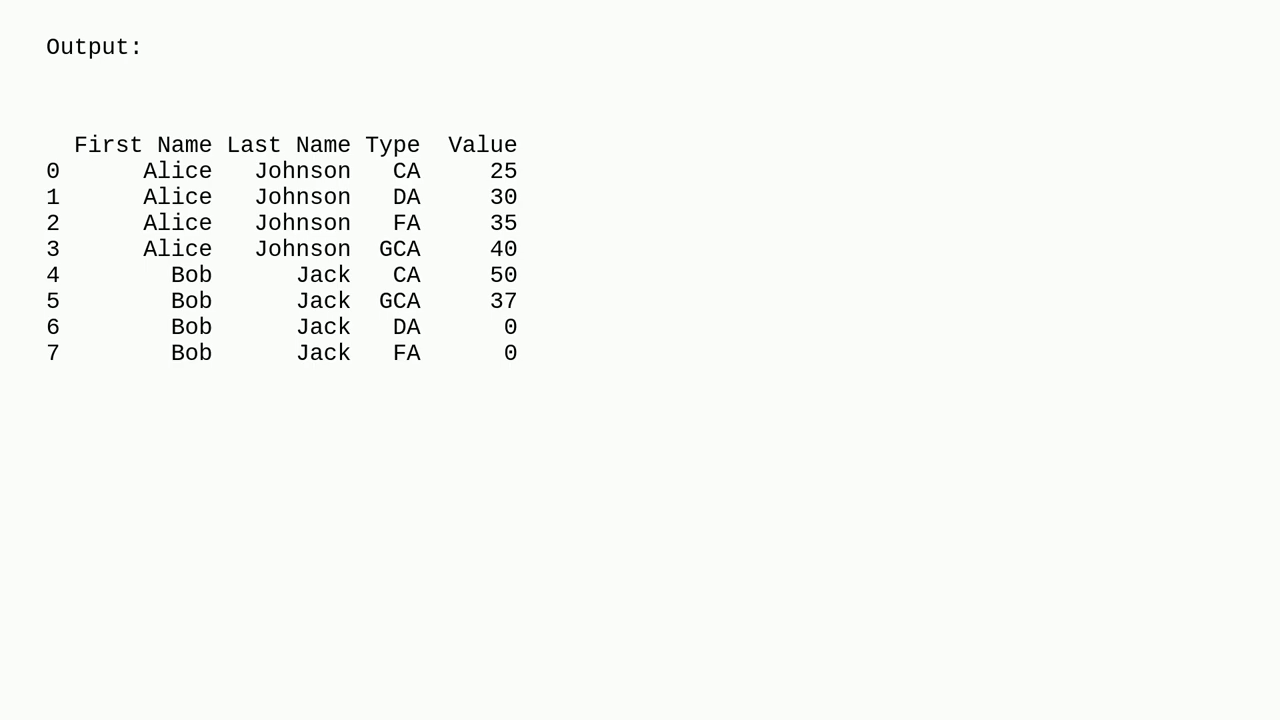 Output:
First Name Last Name Type Value
0 Alice Johnson CA 25
1 Alice Johnson DA 30
2 Alice Johnson FA 35
3 Alice Johnson GCA 40
4 Bob Jack CA 50
5 Bob Jack GCA 37
6 Bob Jack DA 0
7 Bob Jack FA 0